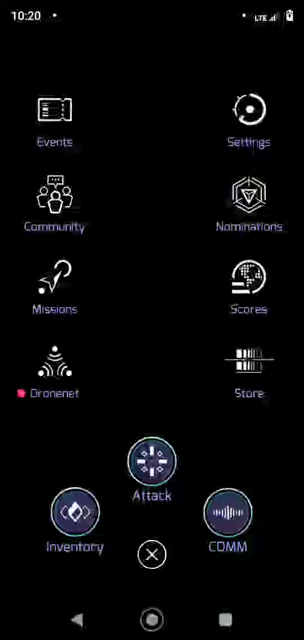 10:20
LTE
Events
Settings
Community
Nominations
Missions
Scores
Dronenet
Store
Attack
Inventory
COMM